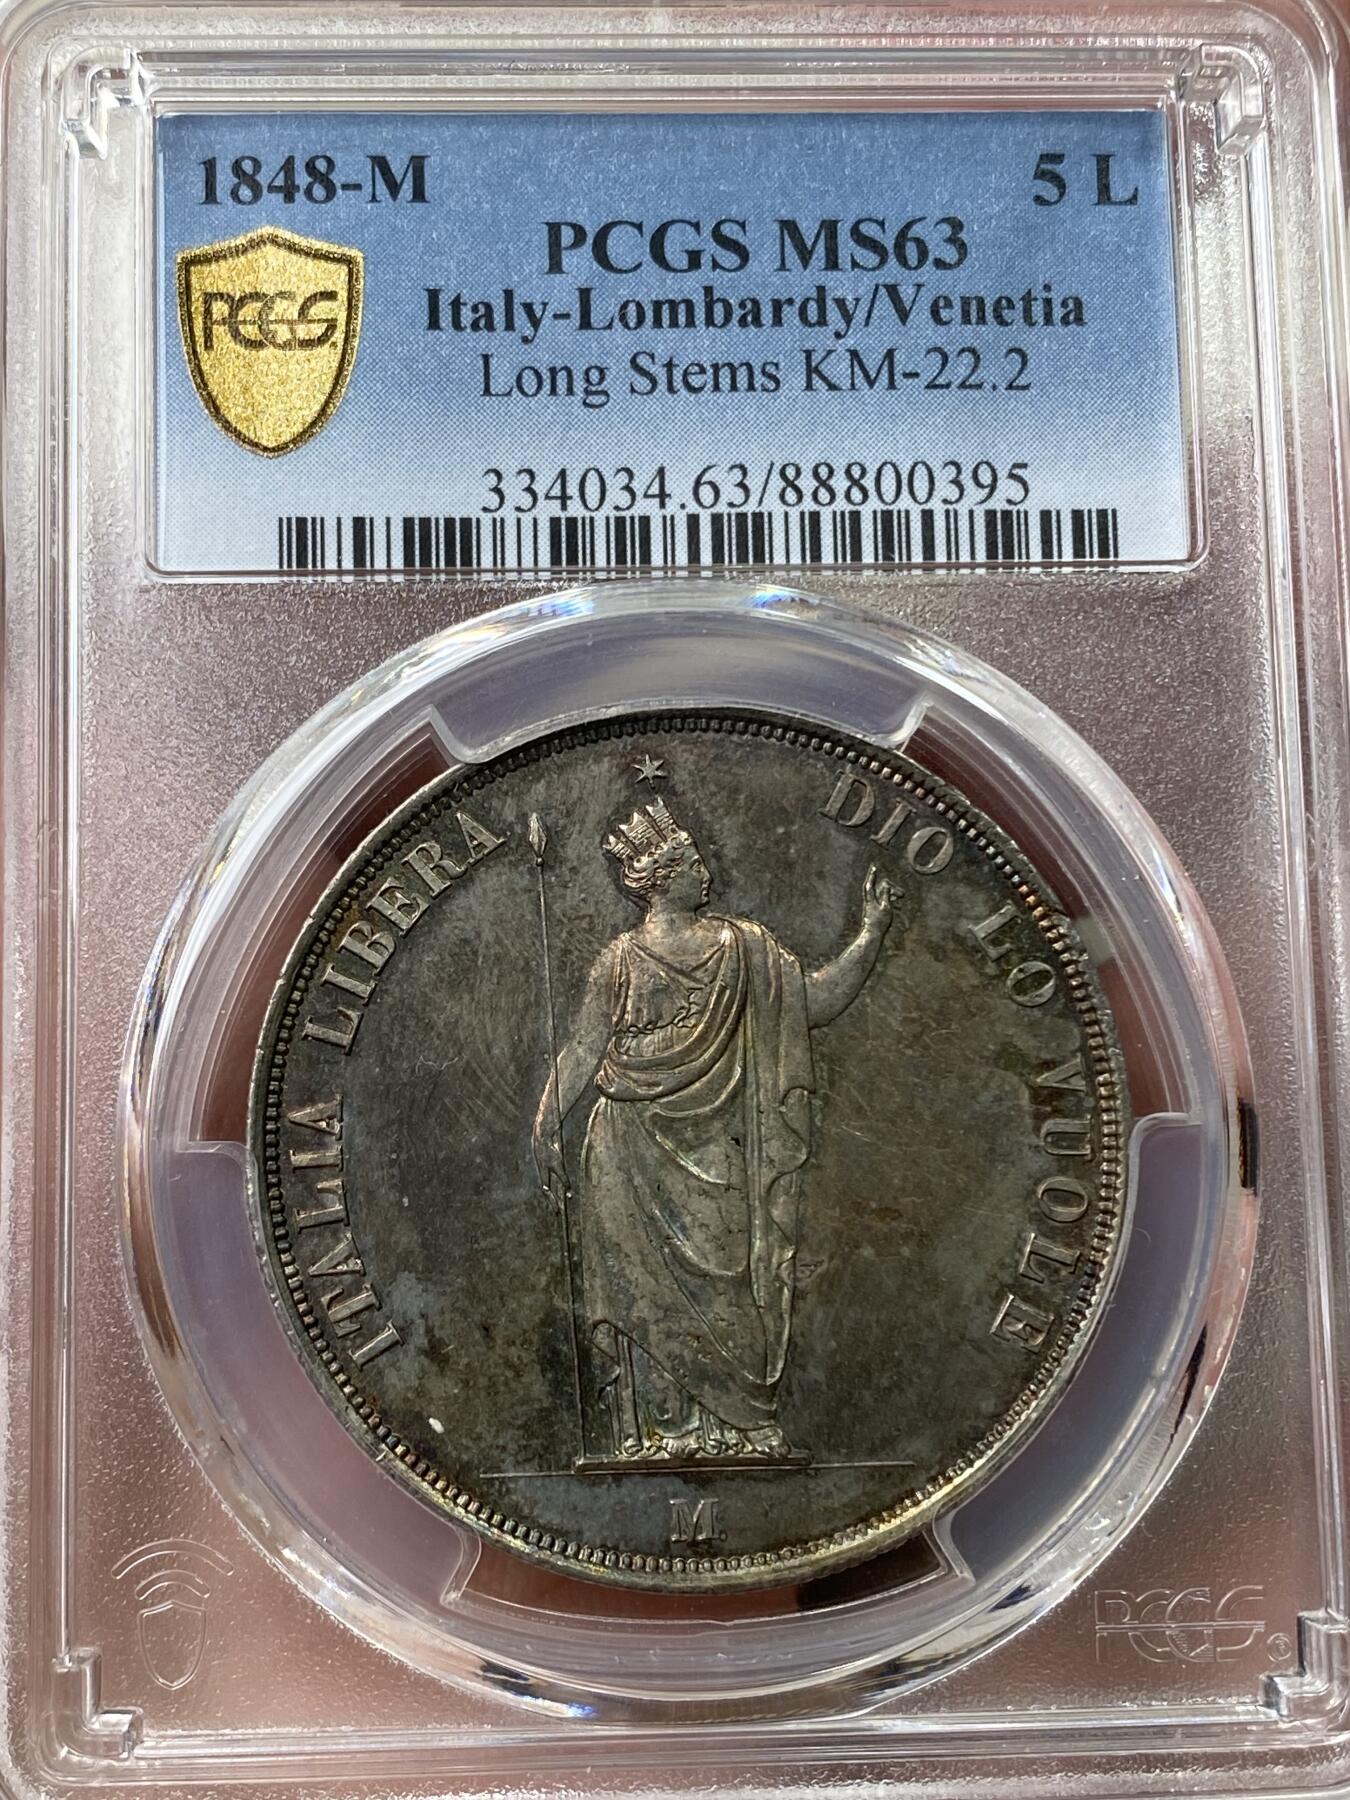 1848-M 5 L
PCGS MS63
PCGS
Italy-Lombardy/Venetia
Long Stems KM-22.2
334034.63/88800395
ITALIA LIBERA DIO LO VUOLE
M.
PCGS